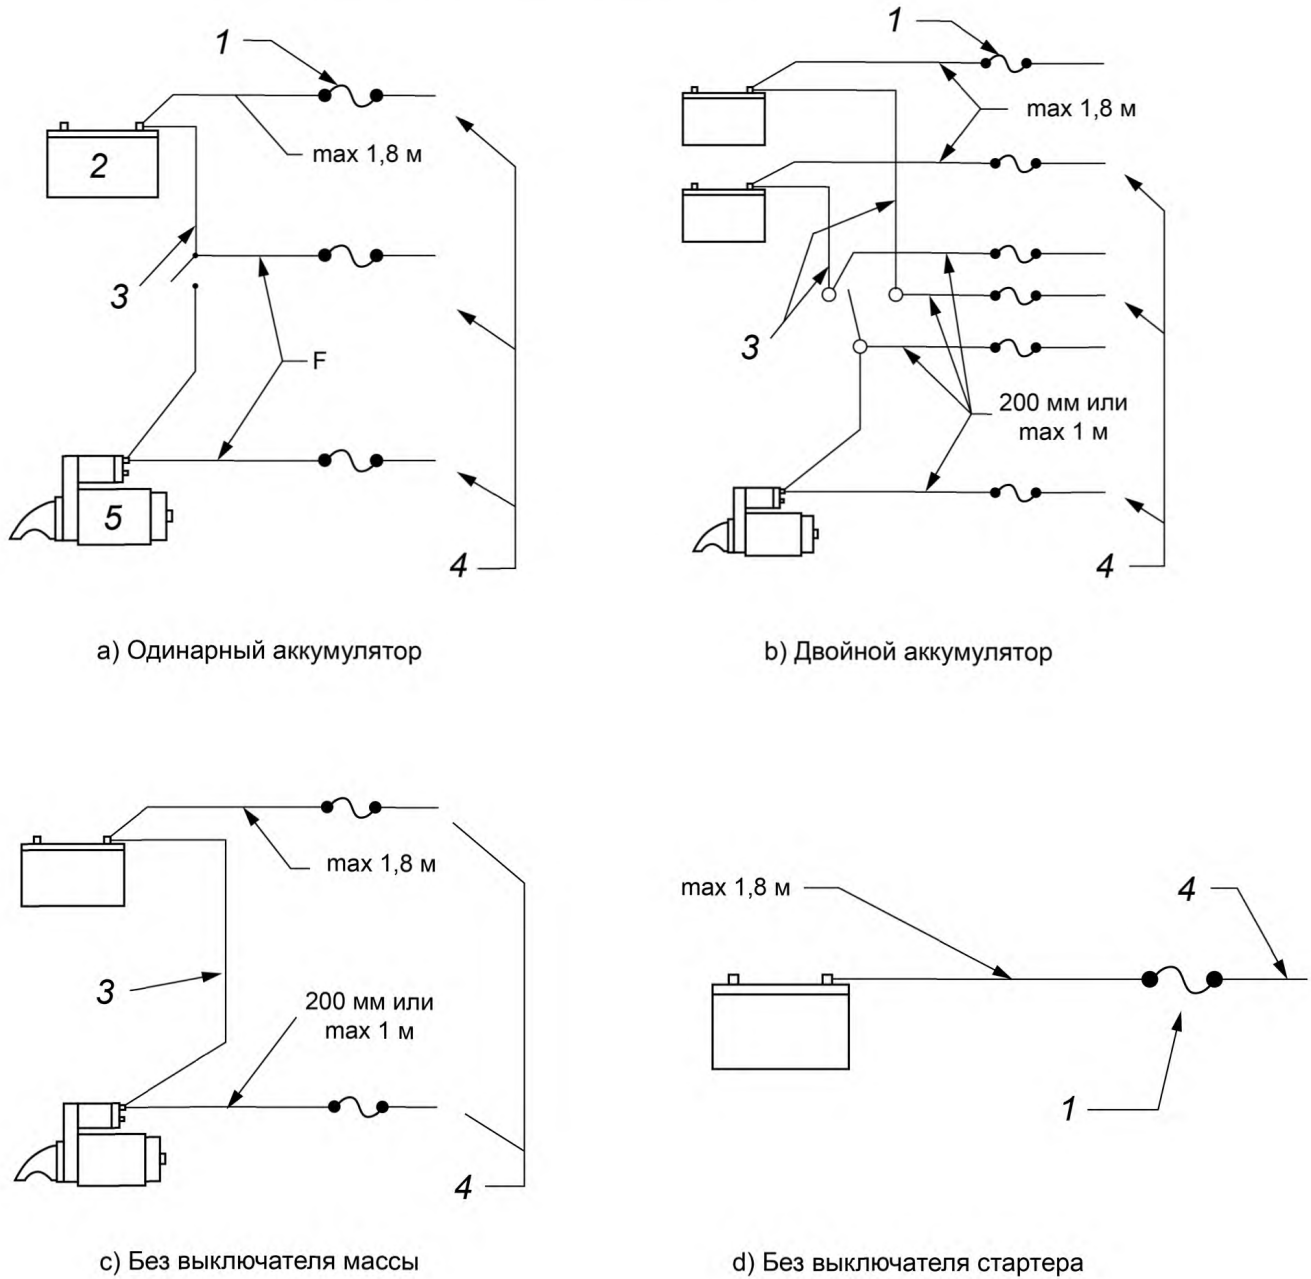 1
max 1,8 м
2
3
F
5
4
a) Одинарный аккумулятор
1
max 1,8 м
3
200 мм или
max 1 м
4
b) Двойной аккумулятор
max 1,8 м
3
200 мм или
max 1 м
4
c) Без выключателя массы
max 1,8 м
4
1
d) Без выключателя стартера